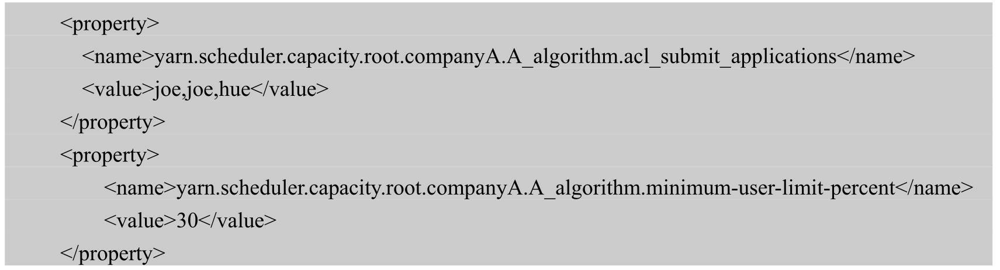 <property>
<name>yarn.scheduler.capacity.root.companyA.A_algorithm.acl_submit_applications</name>
<value>joe,joe,hue</value>
</property>
<property>
<name>yarn.scheduler.capacity.root.companyA.A_algorithm.minimum-user-limit-percent</name>
<value>30</value>
</property>